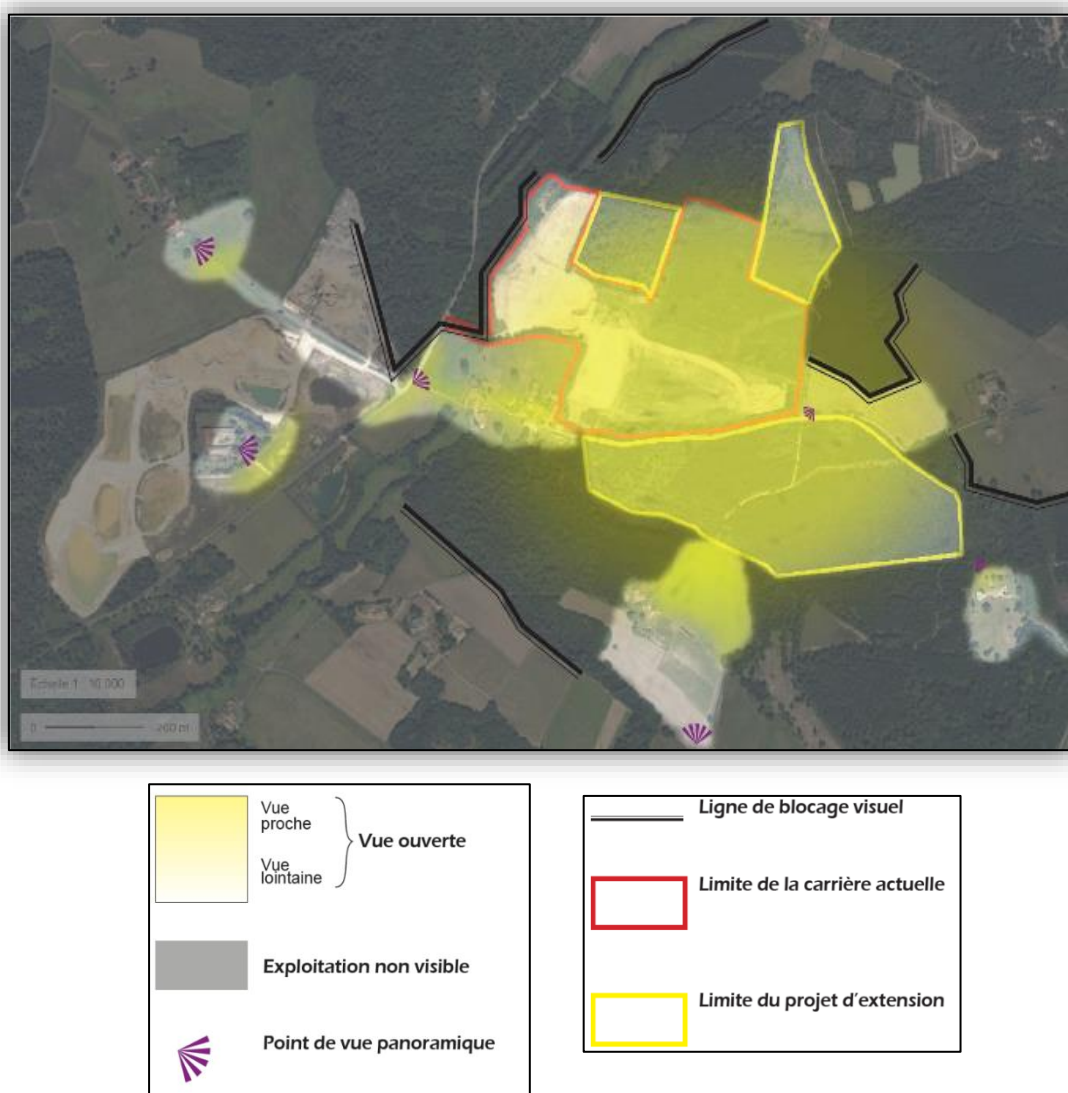 Echelle 1 : 10 000
0 200 m
Vue
proche
Vue ouverte
Vue
lointaine
Exploitation non visible
Point de vue panoramique
Ligne de blocage visuel
Limite de la carrière actuelle
Limite du projet d'extension